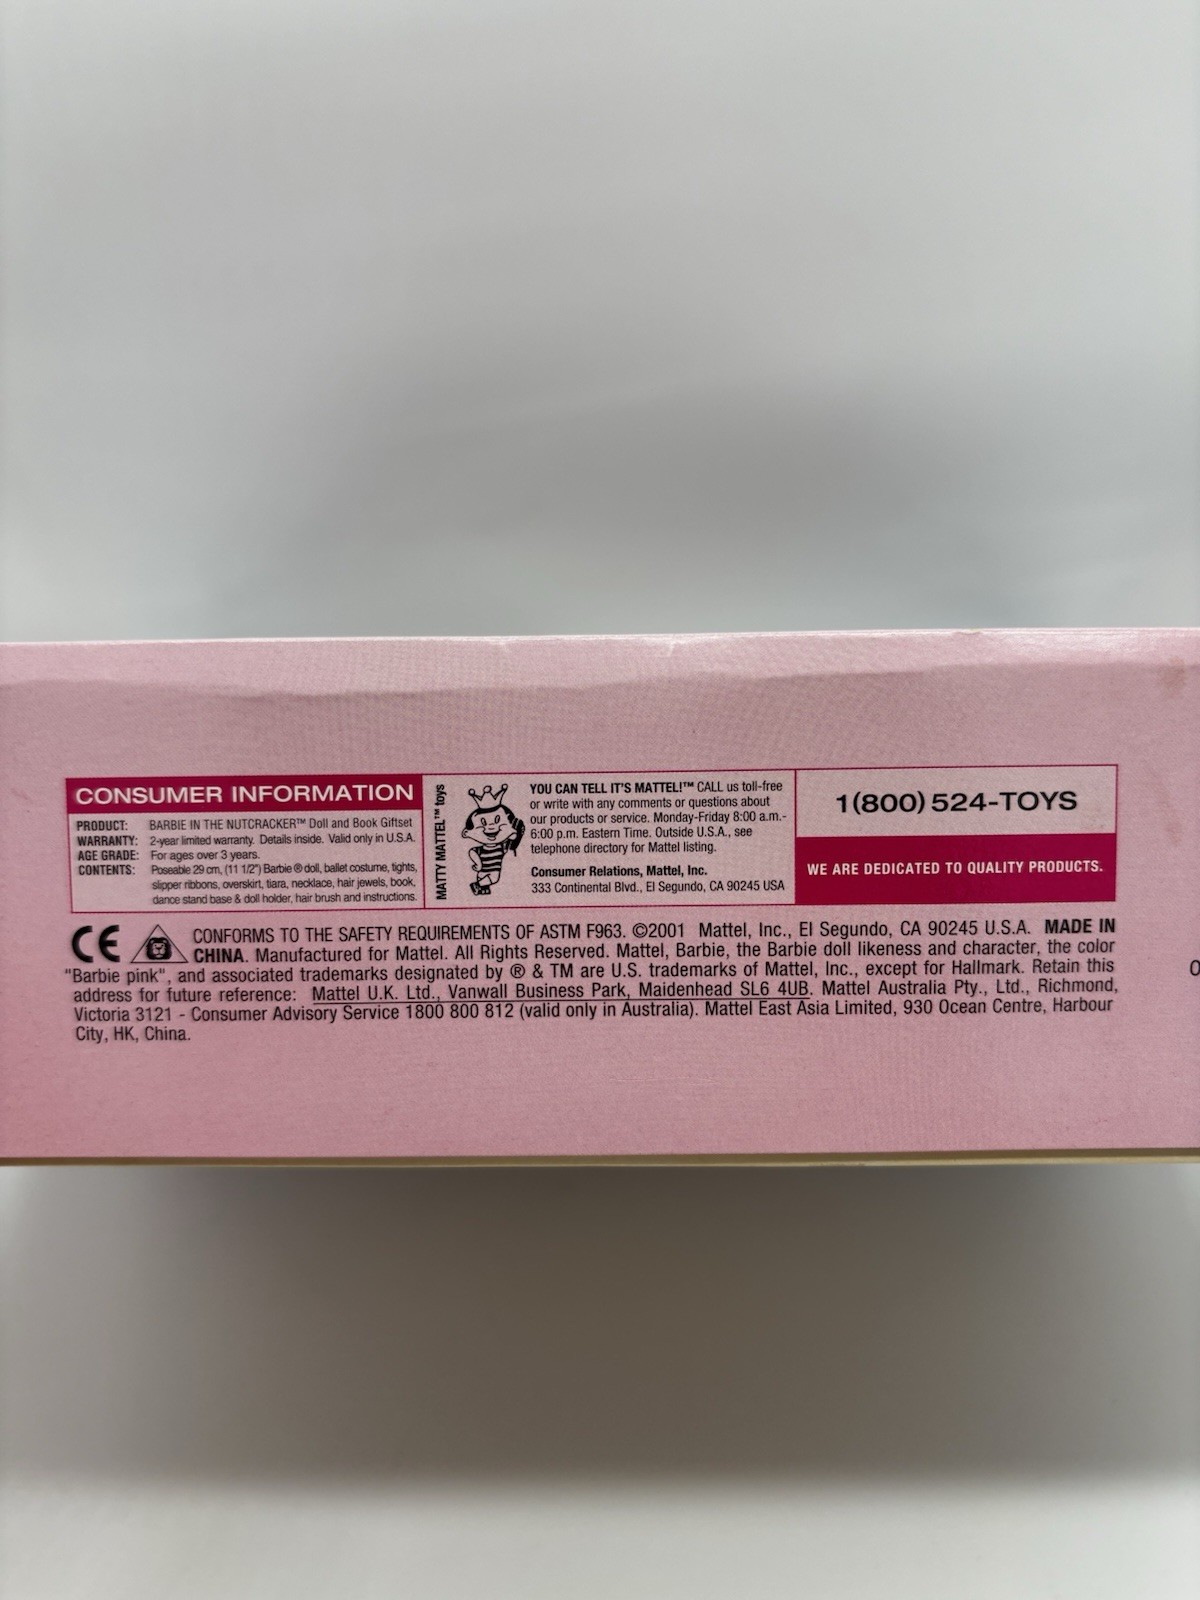 CONSUMER INFORMATION
PRODUCT: BARBIE IN THE NUTCRACKER™ Doll and Book Giftset
WARRANTY: 2-year limited warranty. Details inside. Valid only in U.S.A.
AGE GRADE: For ages over 3 years.
CONTENTS: Poseable 29 cm, (11 1/2") Barbie ® doll, ballet costume, tights,
slipper ribbons, overskirt, tiara, necklace, hair jewels, book,
dance stand base & doll holder, hair brush and instructions.
MATTY MATTEL™ toys
YOU CAN TELL IT'S MATTEL!™ CALL us toll-free
or write with any comments or questions about
our products or service. Monday-Friday 8:00 a.m.-
6:00 p.m. Eastern Time. Outside U.S.A., see
telephone directory for Mattel listing.
Consumer Relations, Mattel, Inc.
333 Continental Blvd., El Segundo, CA 90245 USA
1(800) 524-TOYS
WE ARE DEDICATED TO QUALITY PRODUCTS.
CE CONFORMS TO THE SAFETY REQUIREMENTS OF ASTM F963. ©2001 Mattel, Inc., El Segundo, CA 90245 U.S.A. MADE IN
CHINA. Manufactured for Mattel. All Rights Reserved. Mattel, Barbie, the Barbie doll likeness and character, the color
"Barbie pink", and associated trademarks designated by ® & TM are U.S. trademarks of Mattel, Inc., except for Hallmark. Retain this
address for future reference: Mattel U.K. Ltd., Vanwall Business Park, Maidenhead SL6 4UB. Mattel Australia Pty., Ltd., Richmond,
Victoria 3121 - Consumer Advisory Service 1800 800 812 (valid only in Australia). Mattel East Asia Limited, 930 Ocean Centre, Harbour
City, HK, China.